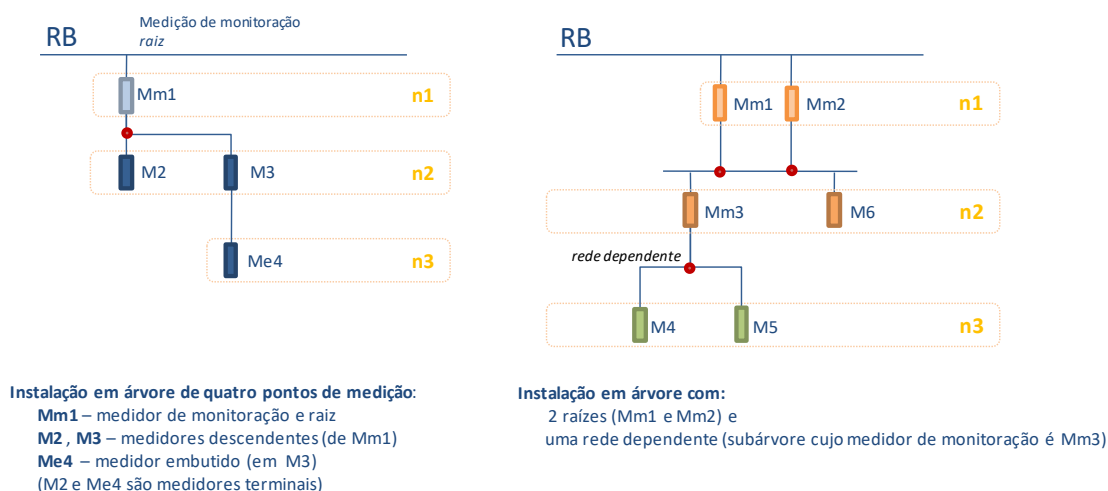 Medição de monitoração
raiz
RB
Mm1
n1
M2
M3
n2
Me4
n3
Instalação em árvore de quatro pontos de medição:
Mm1 – medidor de monitoração e raiz
M2 , M3 – medidores descendentes (de Mm1)
Me4 – medidor embutido (em M3)
(M2 e Me4 são medidores terminais)
RB
Mm1
Mm2
n1
Mm3
M6
n2
rede dependente
M4
M5
n3
Instalação em árvore com:
2 raízes (Mm1 e Mm2) e
uma rede dependente (subárvore cujo medidor de monitoração é Mm3)